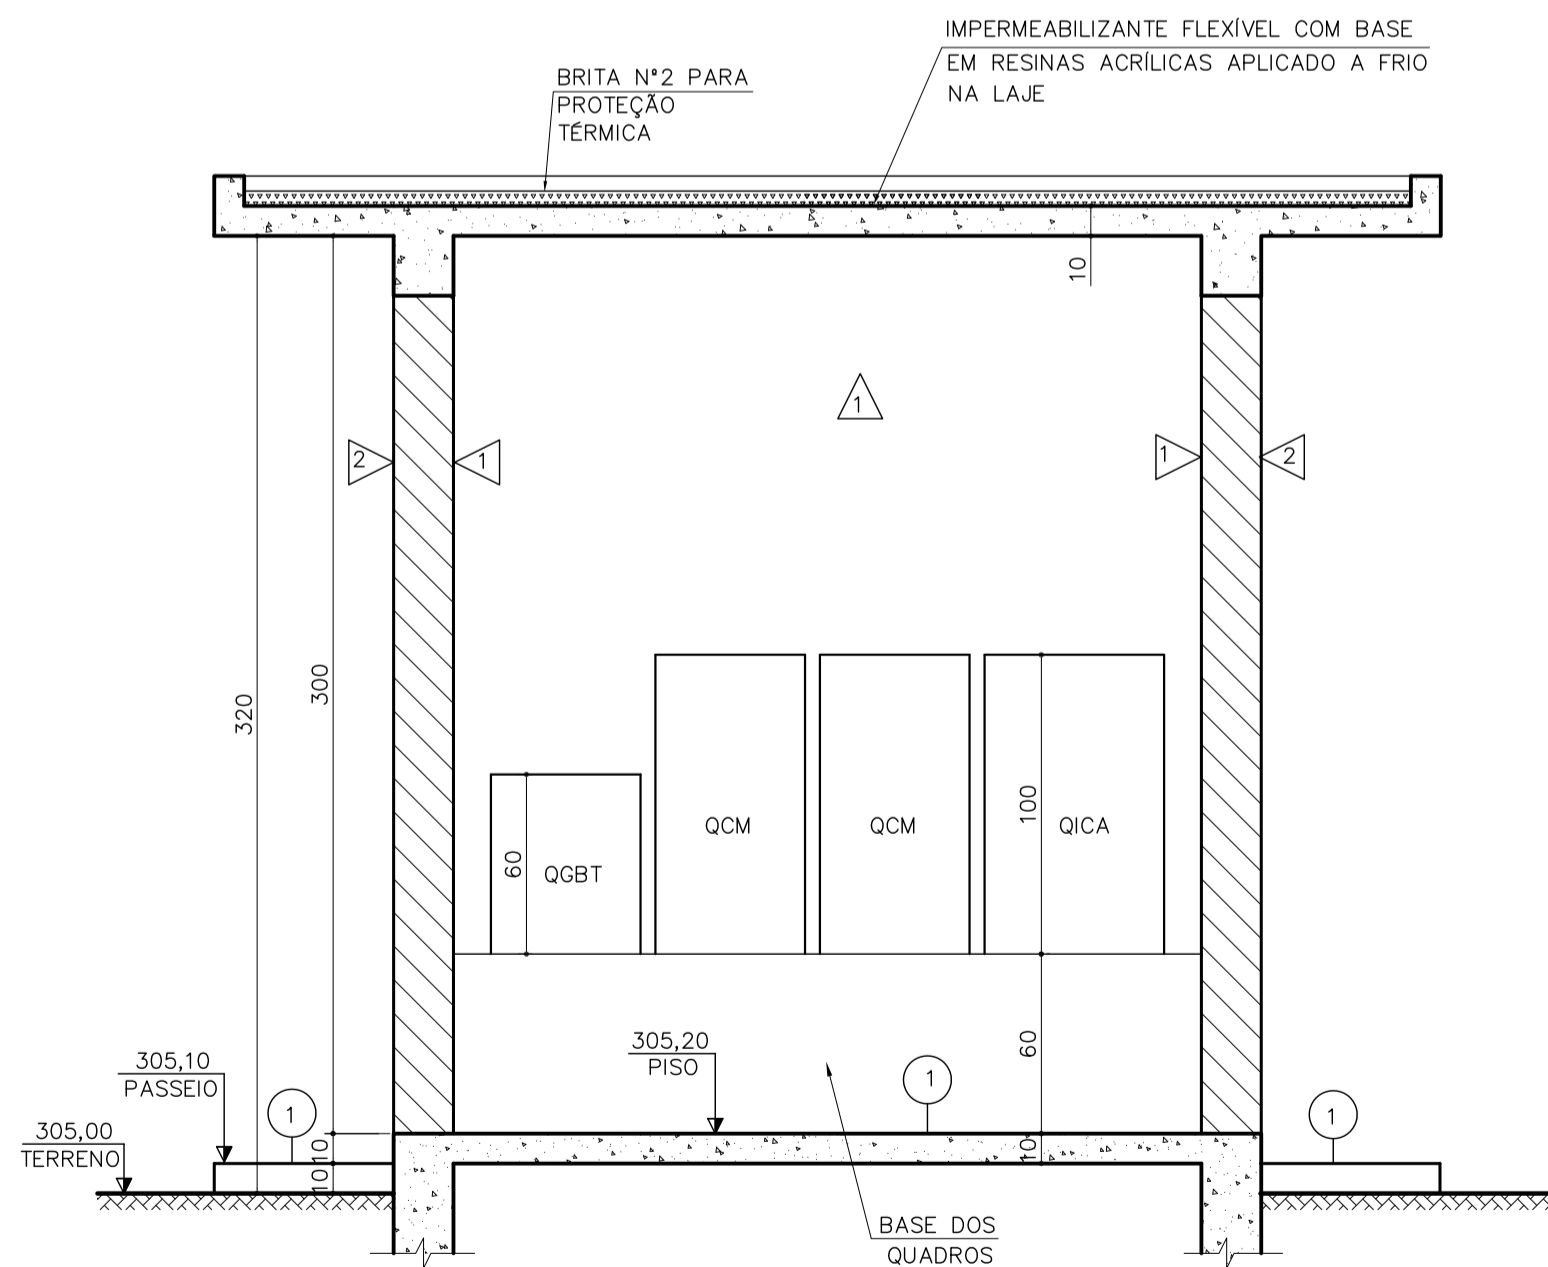 IMPERMEABILIZANTE FLEXÍVEL COM BASE
EM RESINAS ACRÍLICAS APLICADO A FRIO
NA LAJE
BRITA Nº2 PARA
PROTEÇÃO
TÉRMICA
10
1
2
1
1
2
320
300
100
60
QGBT
QCM
QCM
QICA
60
305,20
PISO
1
305,10
PASSEIO
1
1
305,00
TERRENO
10
10
10
BASE DOS
QUADROS